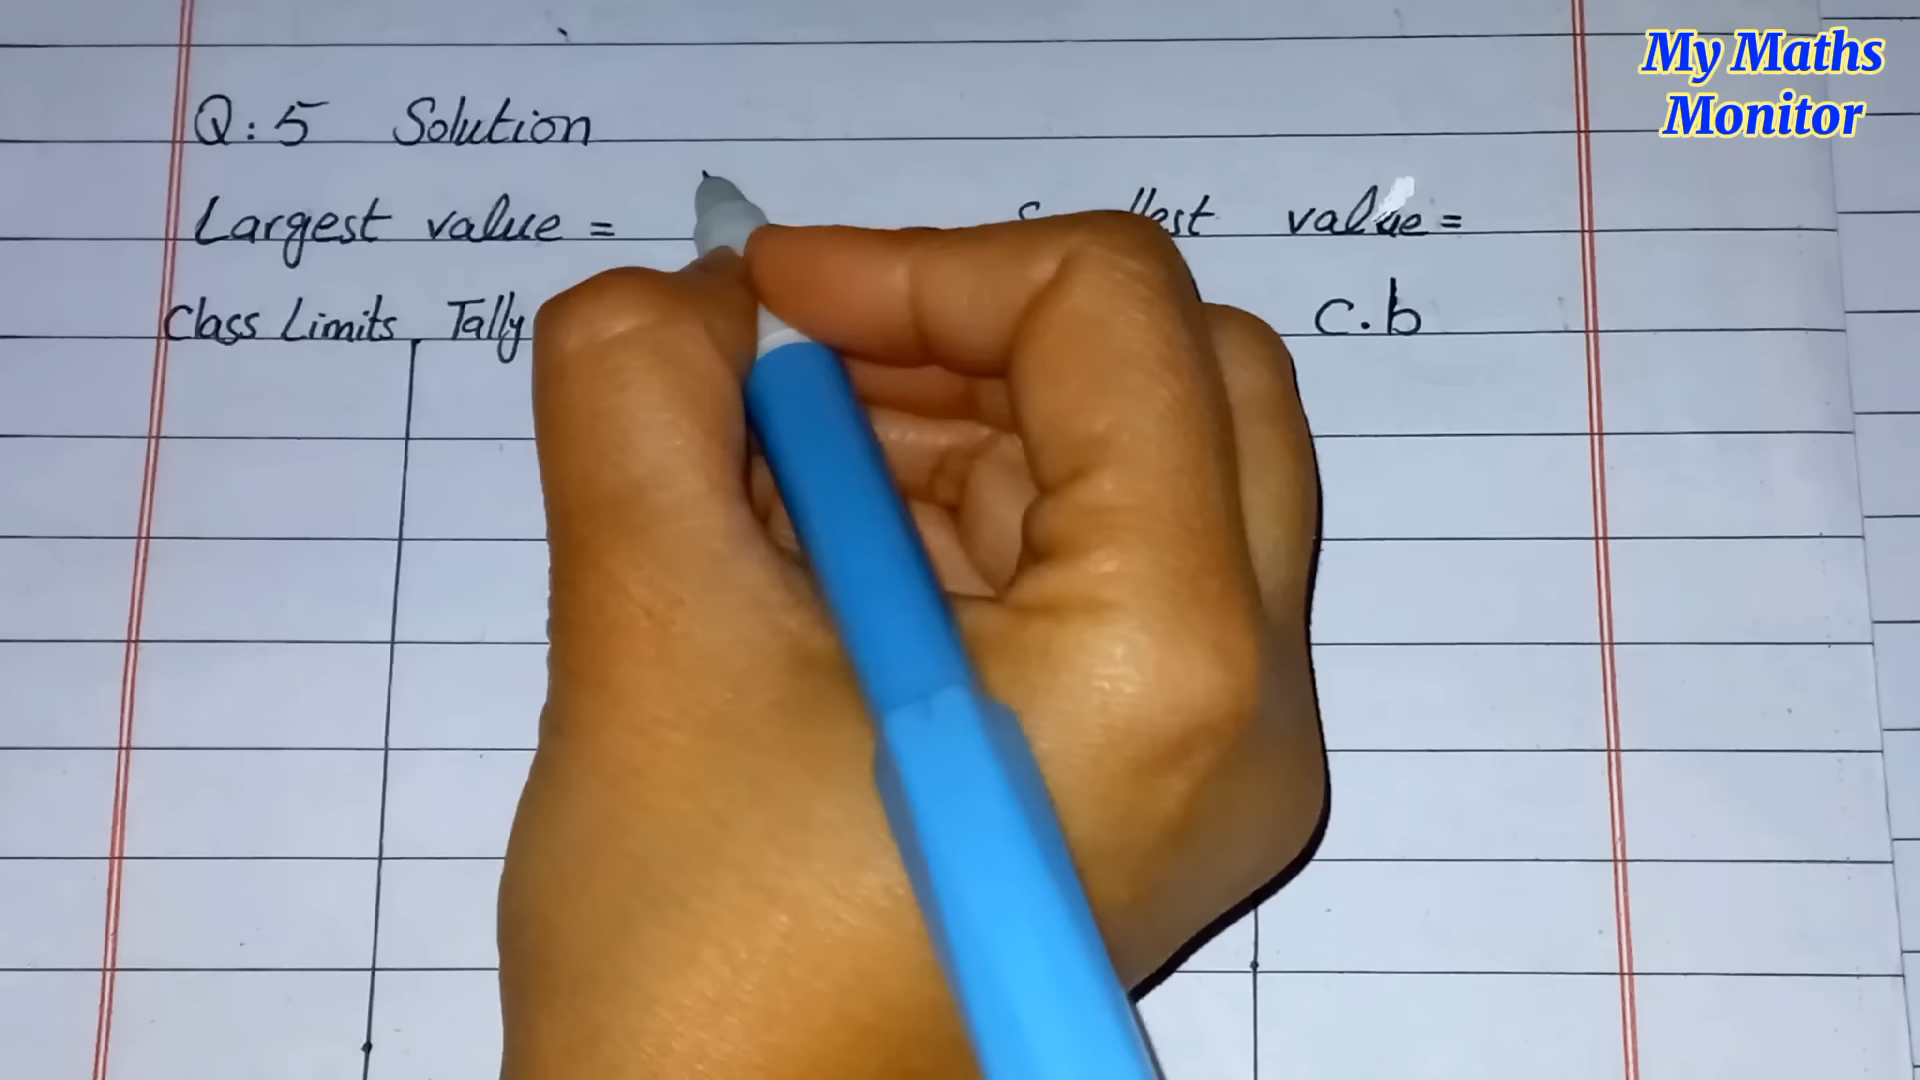 My Maths
Monitor
Q:5 Solution
Largest value = value =
Class Limits Tally C.b